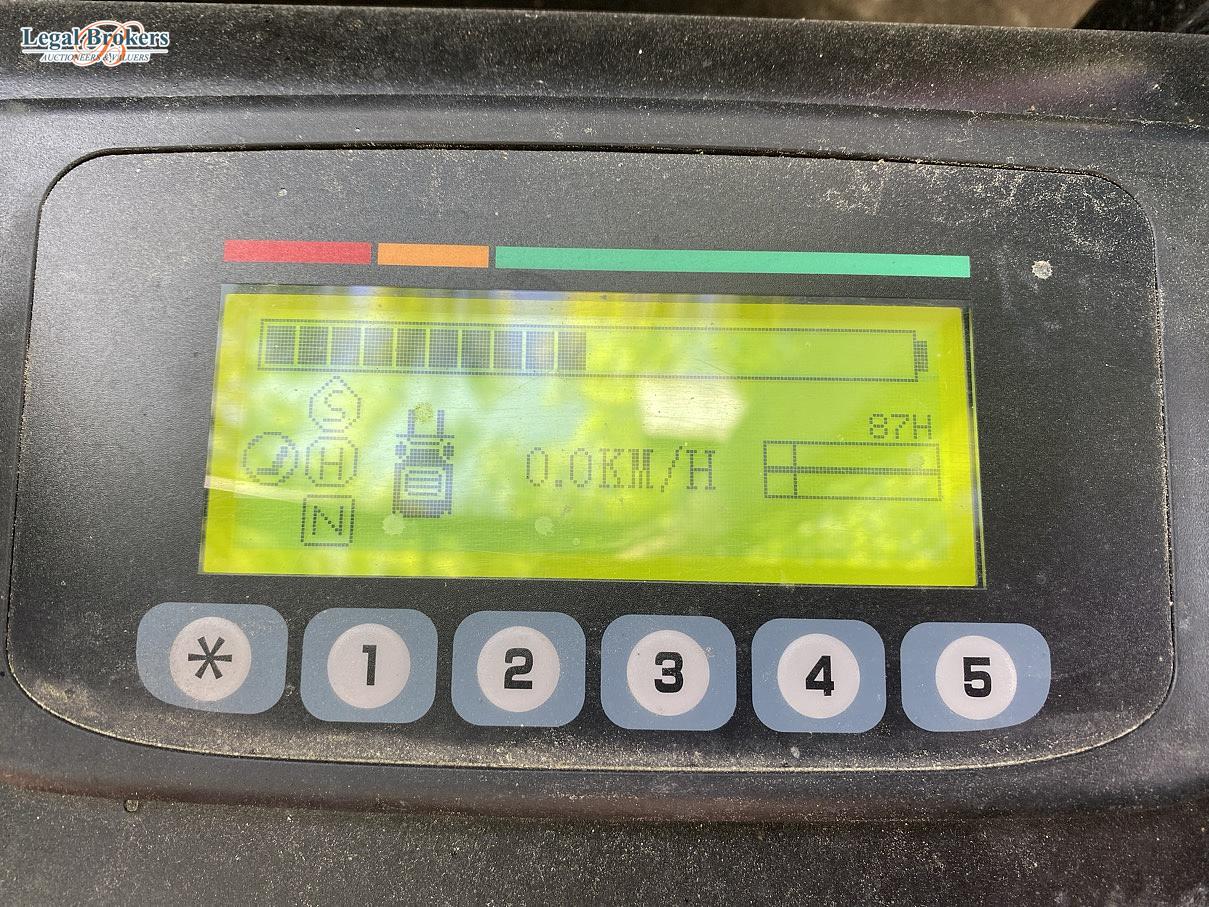 Legal Brokers
AUCTIONEERS & VALUERS
87H
S
H
0.0KM/H
N
* 1 2 3 4 5